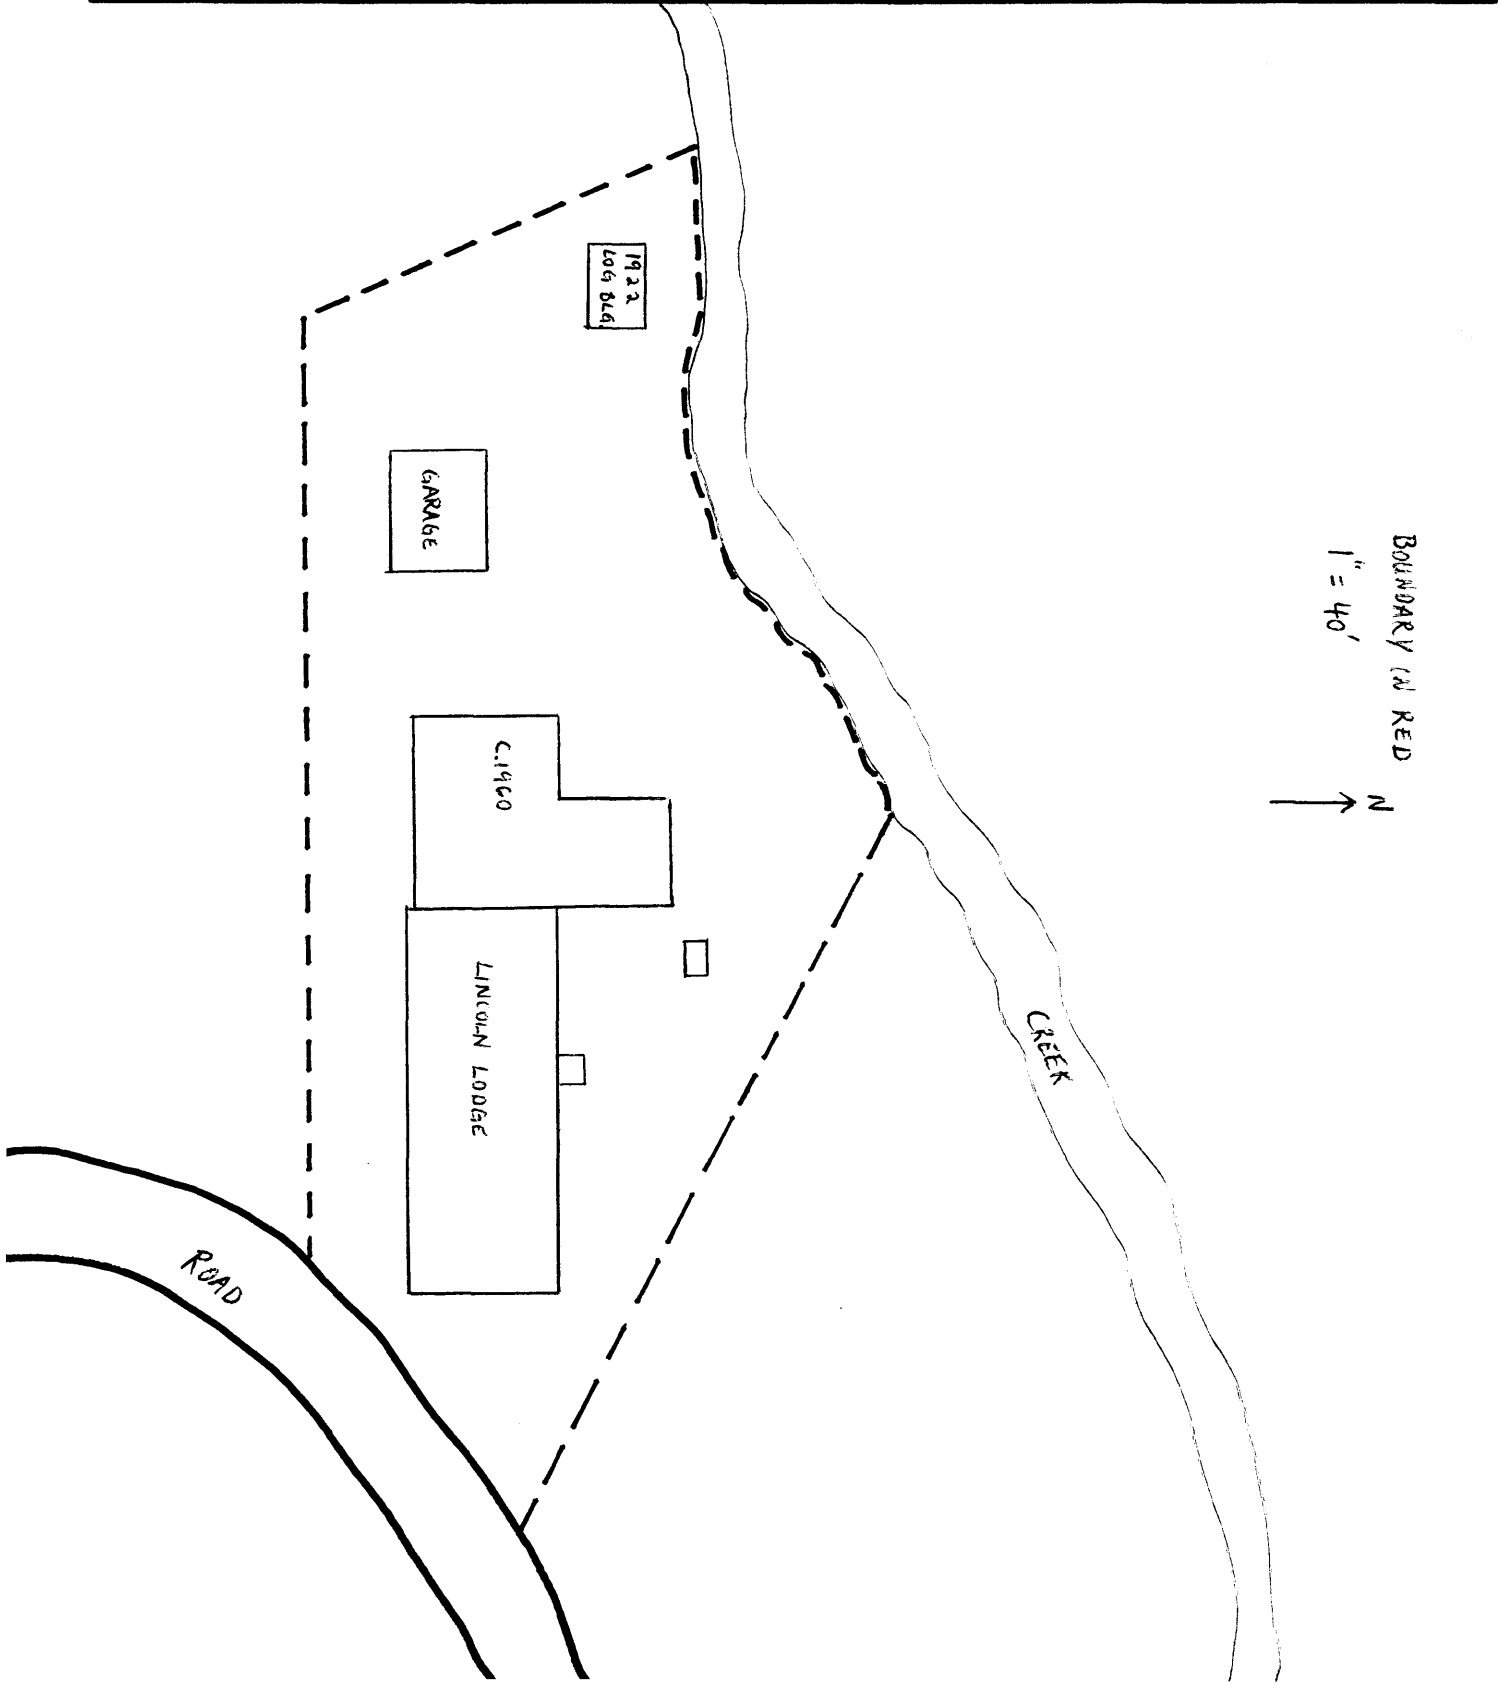 BOUNDARY IN RED
1" = 40'
N
1922
LOG BLG.
GARAGE
C.1960
LINCOLN LODGE
CREEK
ROAD